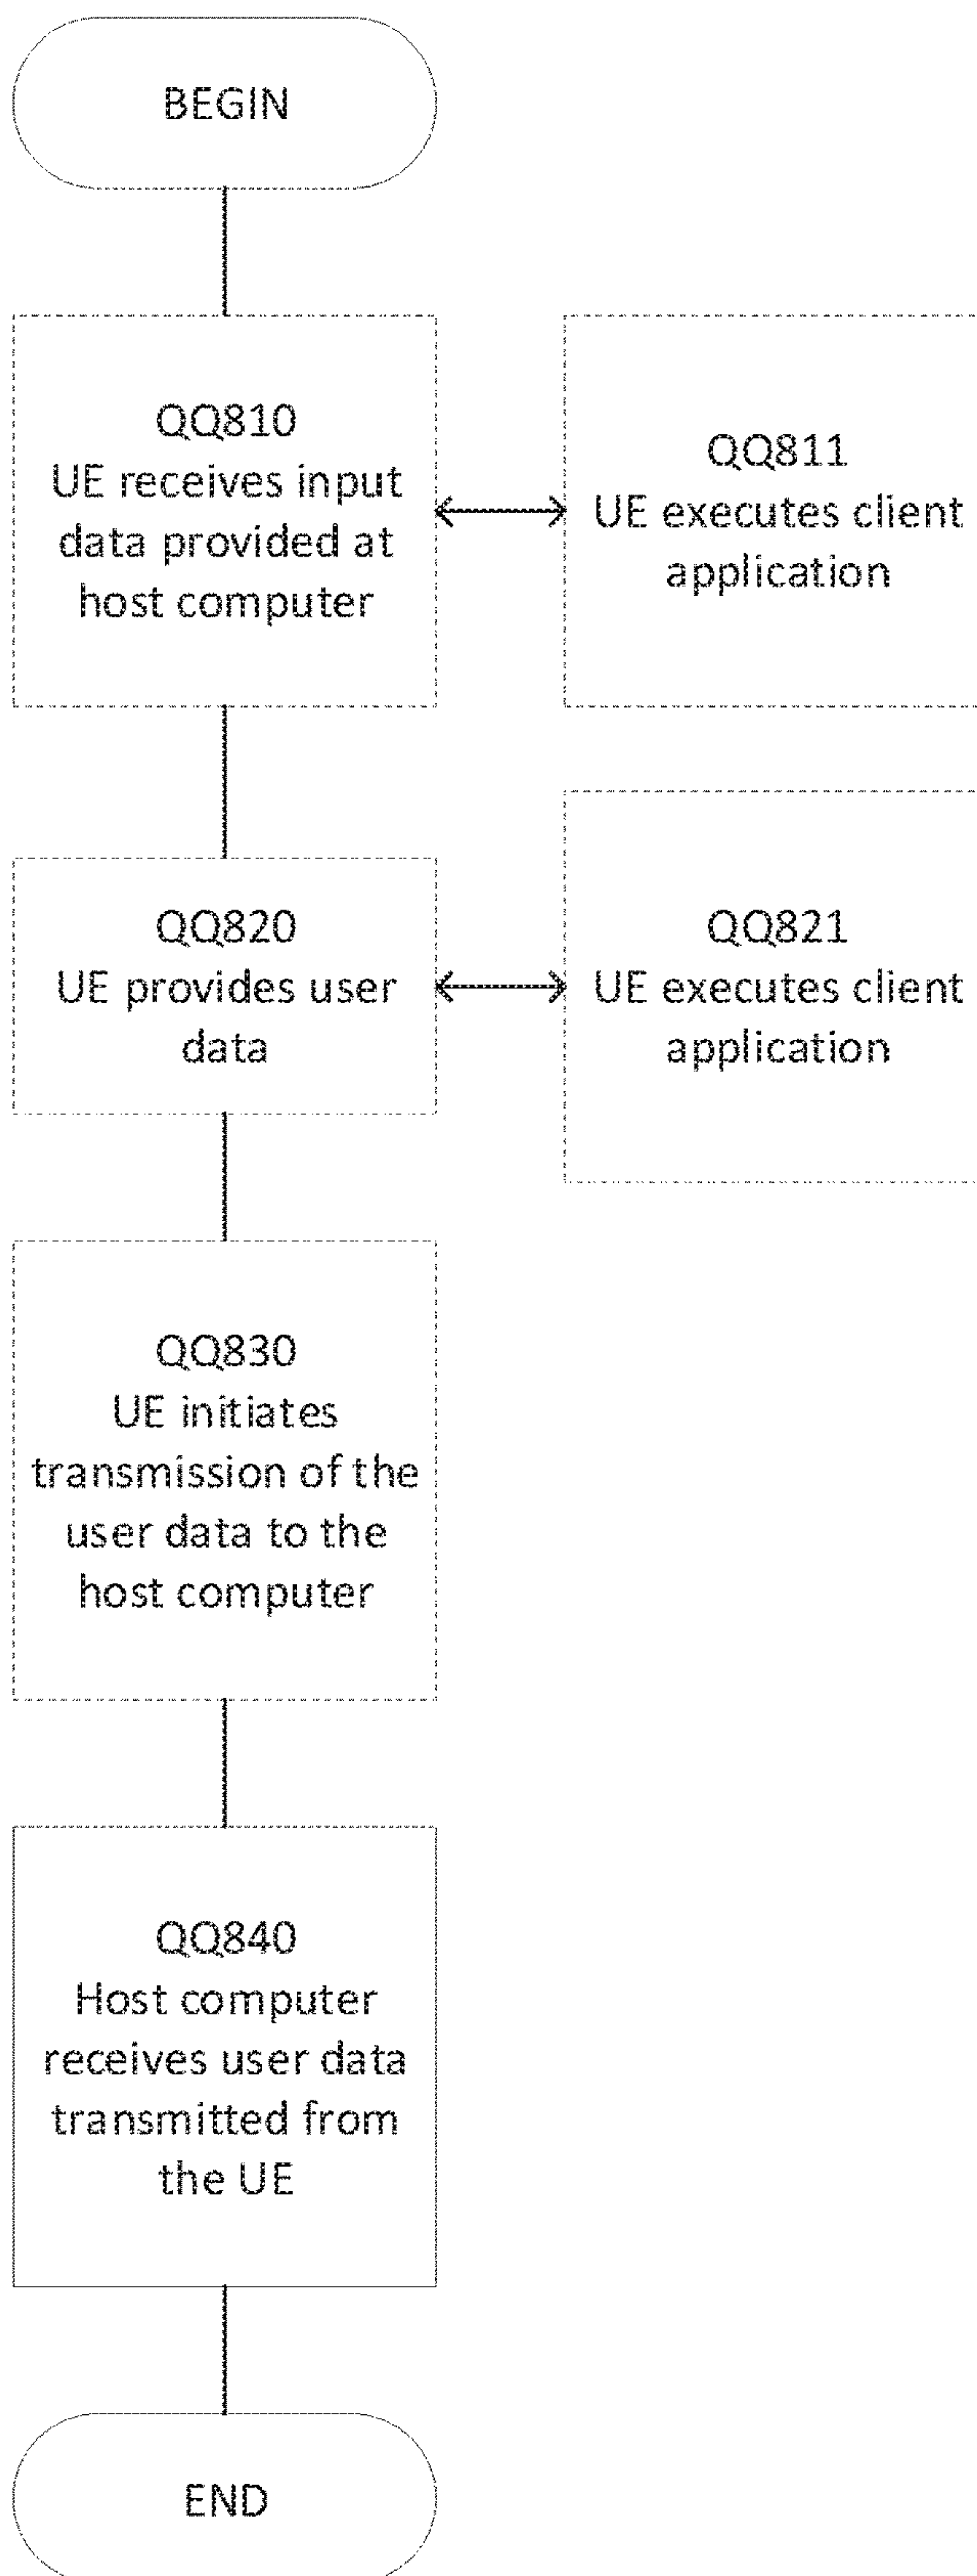 BEGIN
QQ810
UE receives input
data provided at
host computer
QQ811
UE executes client
application
QQ820
UE provides user
data
QQ821
UE executes client
application
QQ830
UE initiates
transmission of the
user data to the
host computer
QQ840
Host computer
receives user data
transmitted from
the UE
END